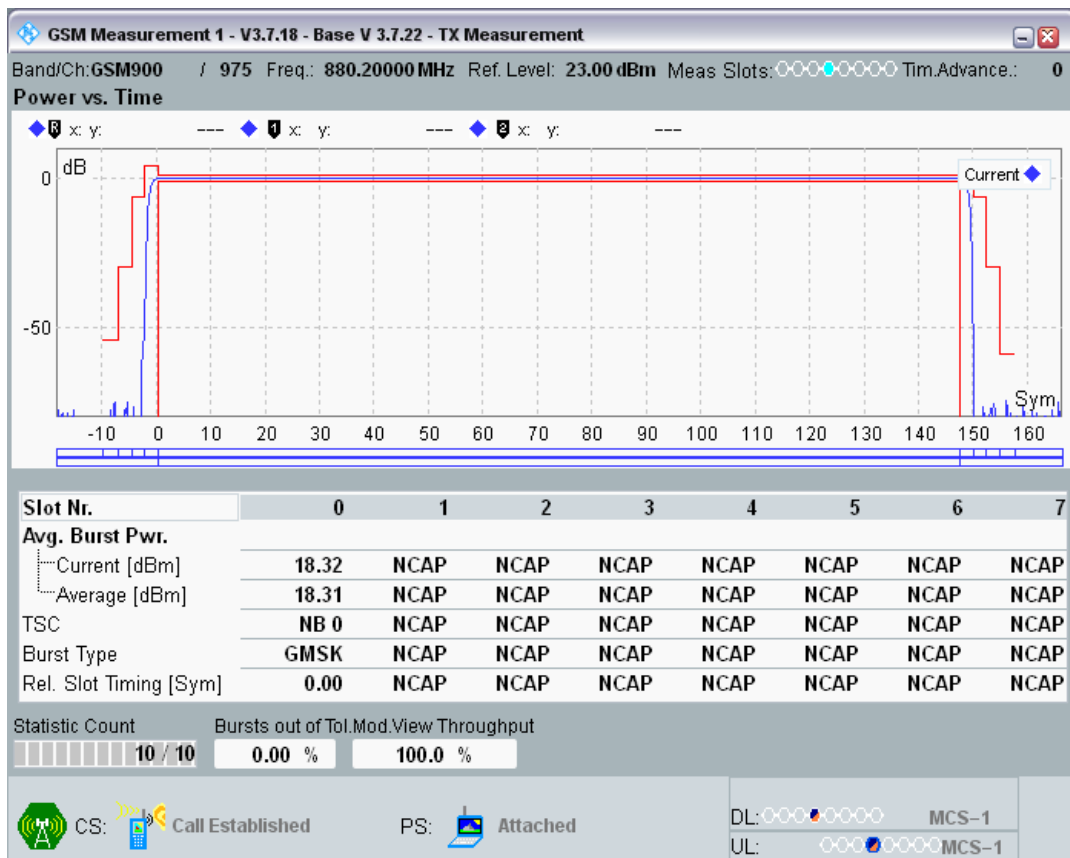 GSM Measurement 1 - V3.7.18 - Base V 3.7.22 - TX Measurement
Band/Ch:GSM900 / 975 Freq.: 880.20000 MHz Ref. Level: 23.00 dBm Meas Slots: Tim.Advance.: 0
Power vs. Time
R x: y: --- 1 x: y: --- 2 x: y: ---
dB
Current
0
-50
Sym
-10 0 10 20 30 40 50 60 70 80 90 100 110 120 130 140 150 160
Slot Nr. 0 1 2 3 4 5 6 7
Avg. Burst Pwr.
Current [dBm] 18.32 NCAP NCAP NCAP NCAP NCAP NCAP NCAP
Average [dBm] 18.31 NCAP NCAP NCAP NCAP NCAP NCAP NCAP
TSC NB 0 NCAP NCAP NCAP NCAP NCAP NCAP NCAP
Burst Type GMSK NCAP NCAP NCAP NCAP NCAP NCAP NCAP
Rel. Slot Timing [Sym] 0.00 NCAP NCAP NCAP NCAP NCAP NCAP NCAP
Statistic Count Bursts out of Tol.Mod.View Throughput
10 / 10 0.00 % 100.0 %
CS: Call Established PS: Attached
DL: MCS-1
UL: MCS-1